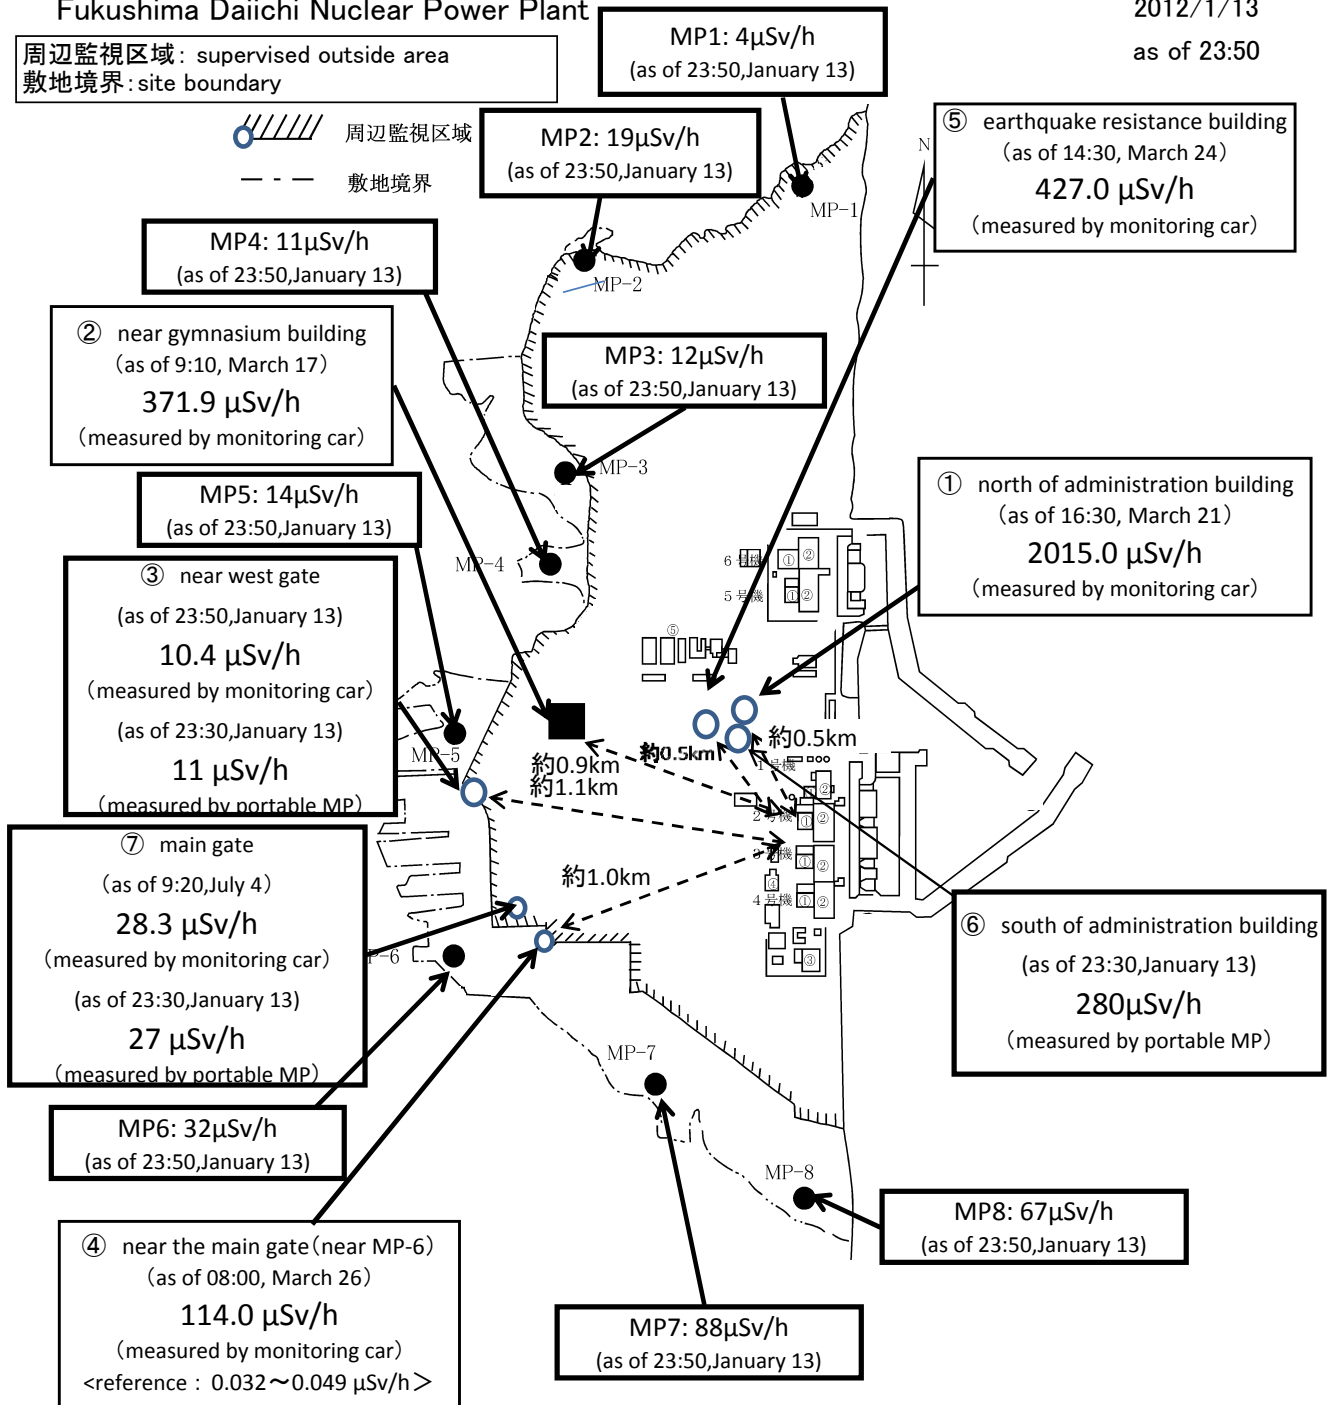 Fukushima Daiichi Nuclear Power Plant
2012/1/13
as of 23:50
周辺監視区域: supervised outside area
敷地境界:site boundary
周辺監視区域
敷地境界
MP1: 4μSv/h
(as of 23:50,January 13)
MP2: 19μSv/h
(as of 23:50,January 13)
⑤ earthquake resistance building
(as of 14:30, March 24)
427.0 μSv/h
(measured by monitoring car)
N
MP-1
MP4: 11μSv/h
(as of 23:50,January 13)
MP-2
② near gymnasium building
(as of 9:10, March 17)
371.9 μSv/h
(measured by monitoring car)
MP3: 12μSv/h
(as of 23:50,January 13)
MP-3
MP5: 14μSv/h
(as of 23:50,January 13)
① north of administration building
(as of 16:30, March 21)
2015.0 μSv/h
(measured by monitoring car)
MP-4
③ near west gate
(as of 23:50,January 13)
10.4 μSv/h
(measured by monitoring car)
(as of 23:30,January 13)
11 μSv/h
(measured by portable MP)
6号機
① ②
5号機
① ②
⑤
MP-5
約0.9km
約1.1km
約0.5km
約0.5km
1号機
②
2号機
① ②
3号機
① ②
④
4号機
① ②
③
約1.0km
⑦ main gate
(as of 9:20,July 4)
28.3 μSv/h
(measured by monitoring car)
(as of 23:30,January 13)
27 μSv/h
(measured by portable MP)
P-6
⑥ south of administration building
(as of 23:30,January 13)
280μSv/h
(measured by portable MP)
MP-7
MP6: 32μSv/h
(as of 23:50,January 13)
MP-8
MP8: 67μSv/h
(as of 23:50,January 13)
④ near the main gate(near MP-6)
(as of 08:00, March 26)
114.0 μSv/h
(measured by monitoring car)
<reference : 0.032～0.049 μSv/h＞
MP7: 88μSv/h
(as of 23:50,January 13)